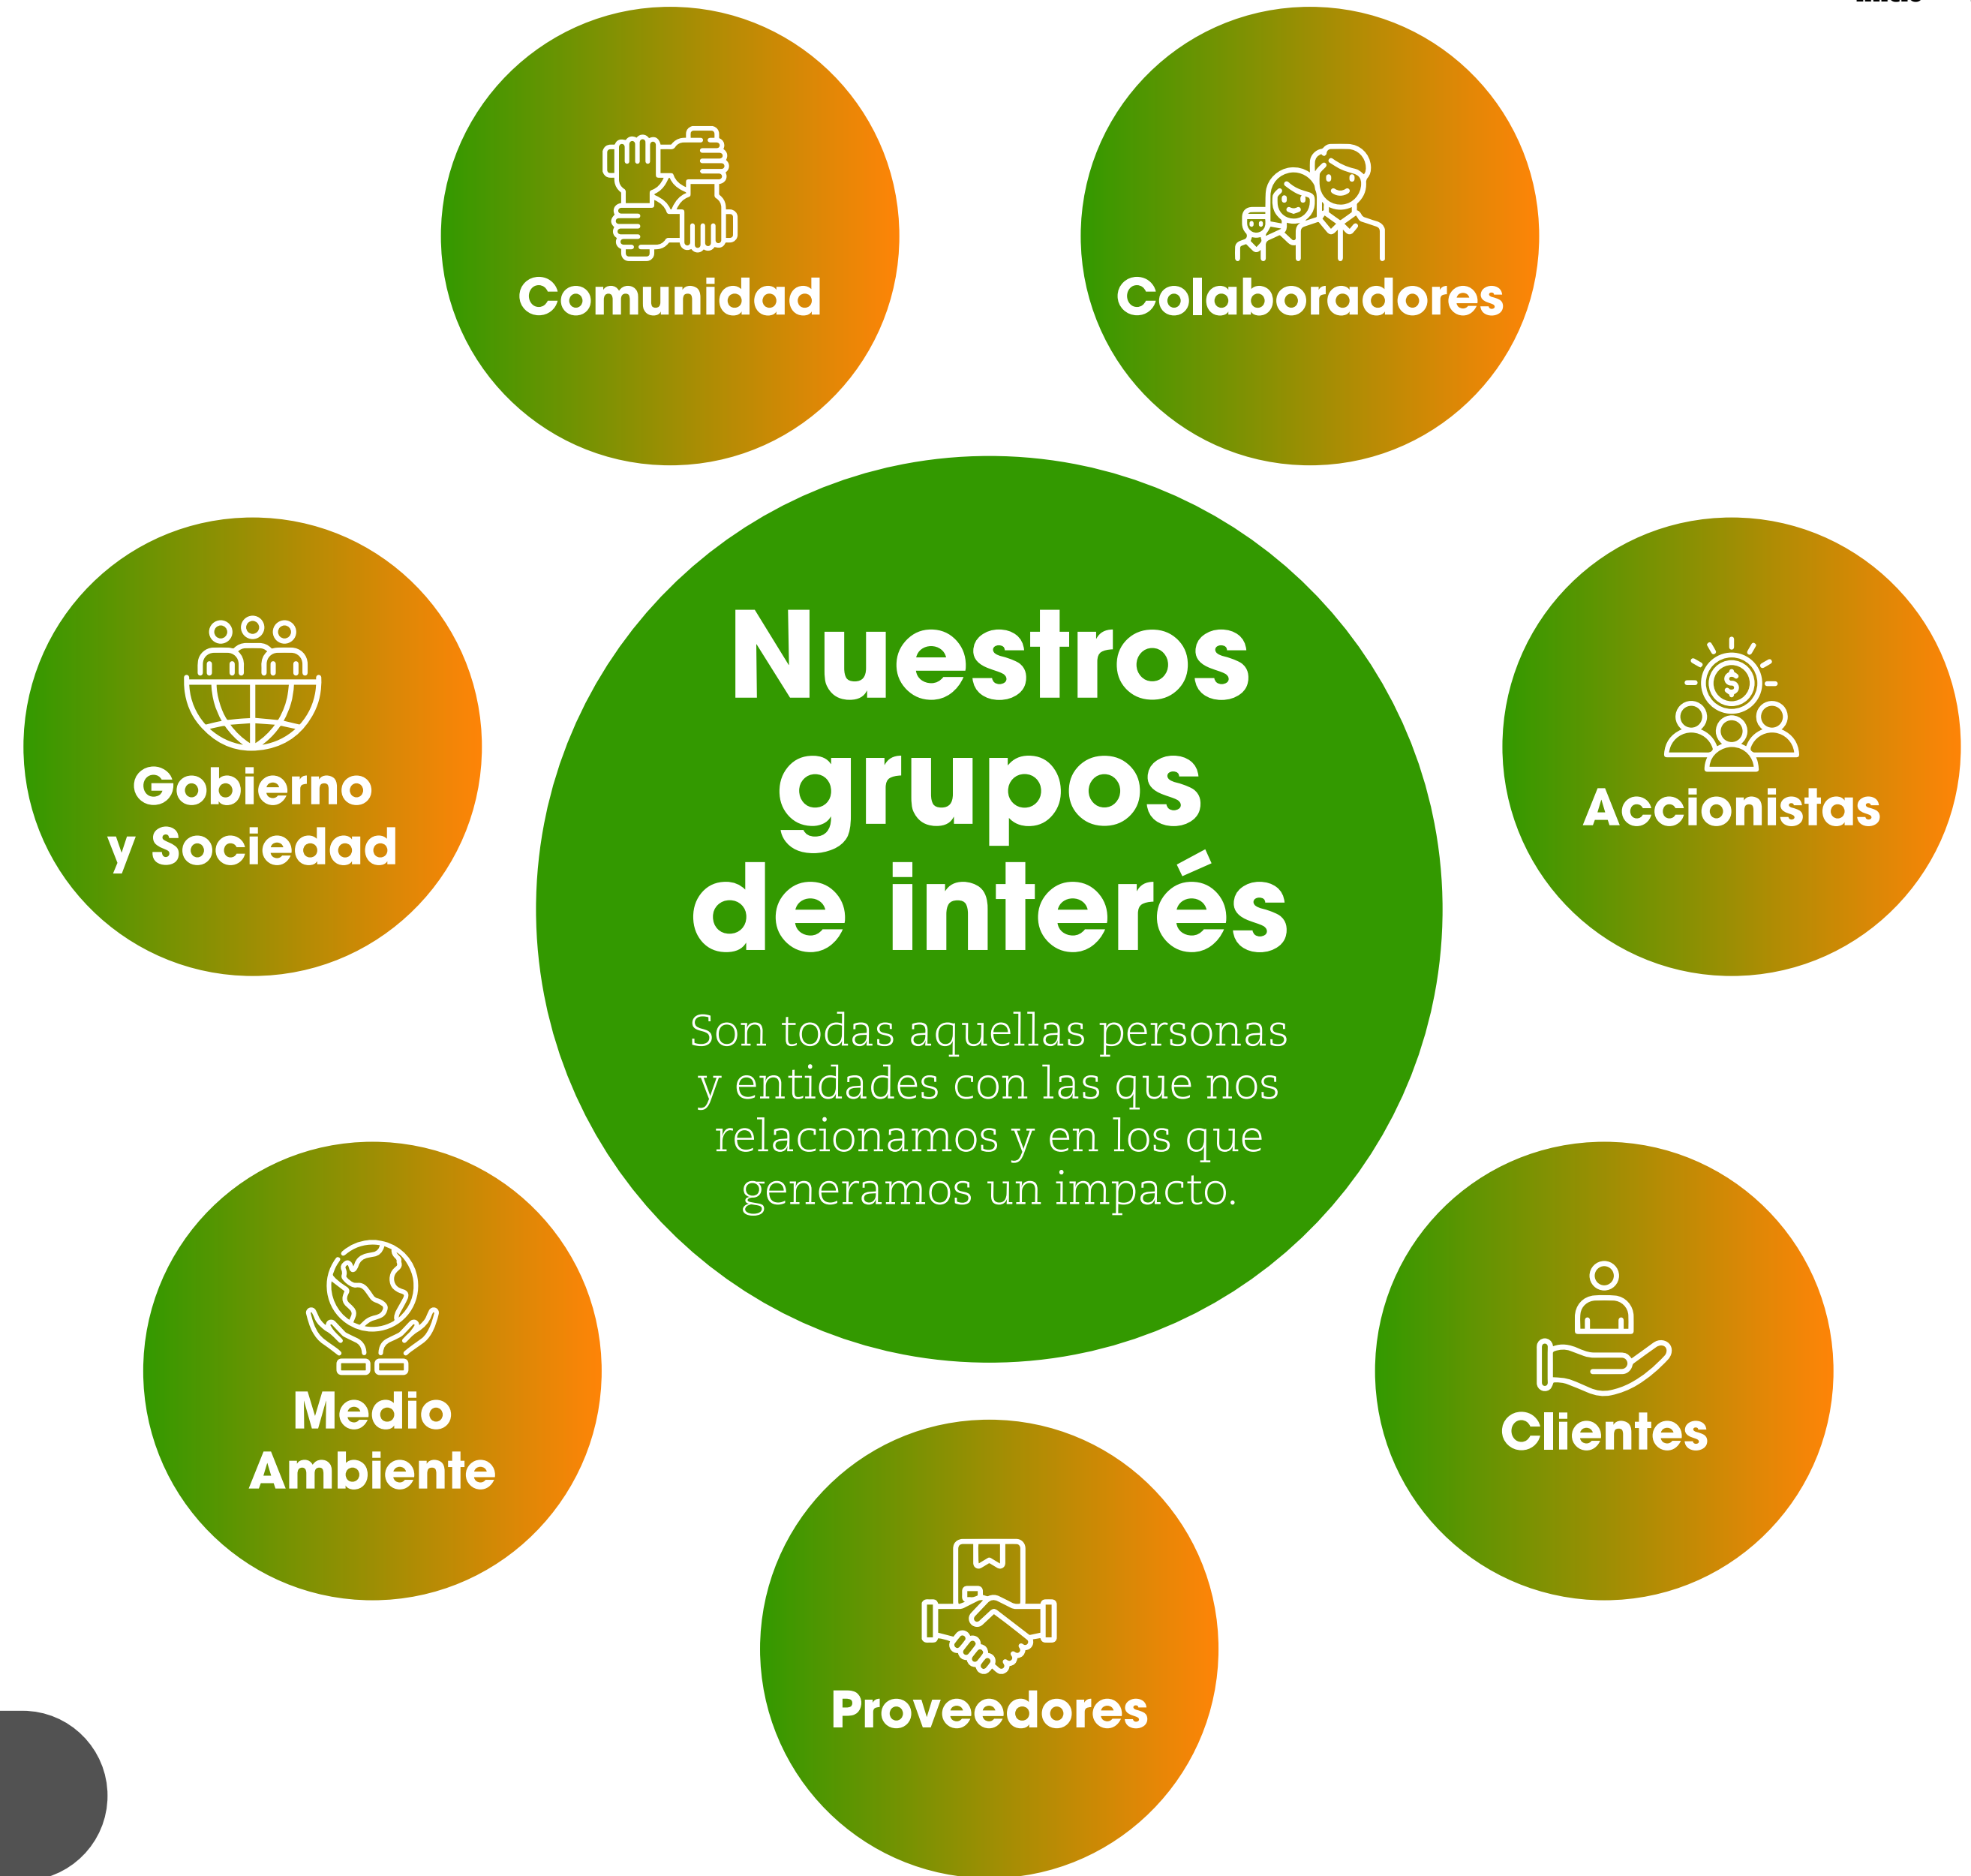 Comunidad
Colaboradores
Gobierno
y Sociedad
Accionistas
Nuestros
grupos
de interés
Son todas aquellas personas
y entidades con las que nos
relacionamos y en los que
generamos un impacto.
Medio
Ambiente
Clientes
Proveedores